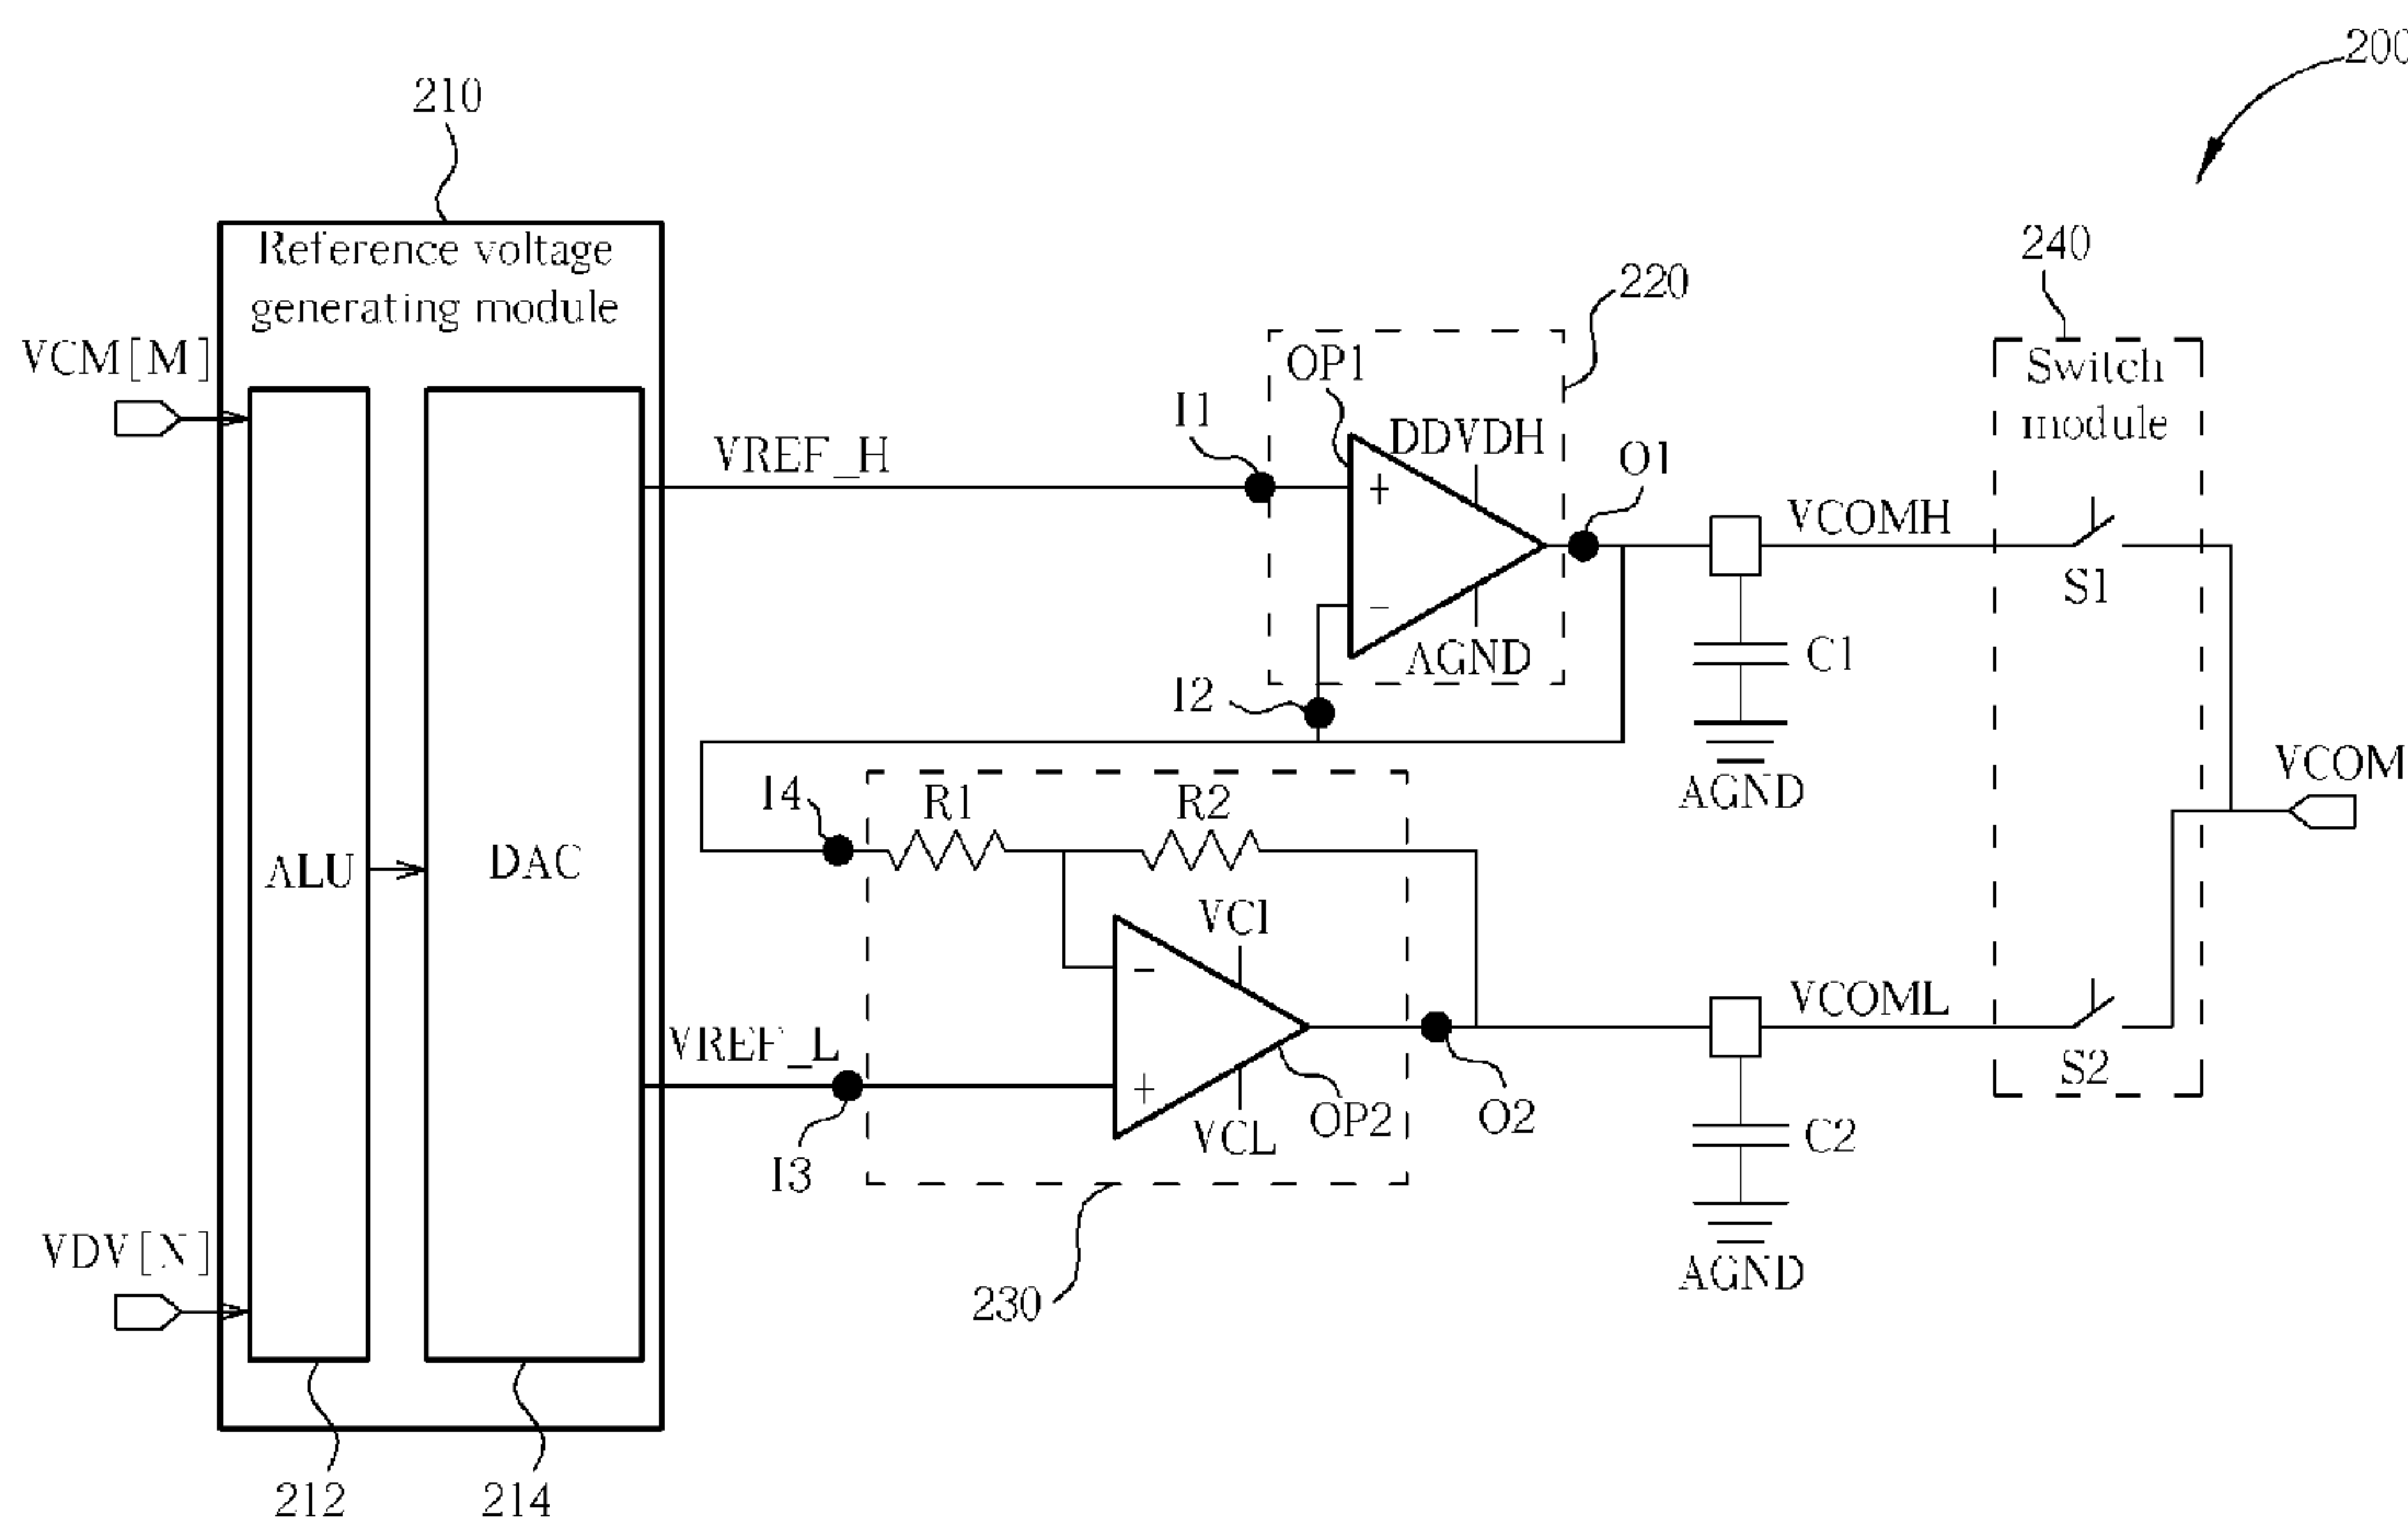 200
210
Reference voltage
generating module
240
220
VCM[M]
OP1
Switch
module
I1
DDVDH
O1
VREF_H
+
VCOMH
S1
-
AGND
C1
I2
VCOM
AGND
I4
R1
R2
ALU
DAC
VCI
-
VCOML
VREF_L
S2
+
OP2
O2
VCL
C2
I3
VDV[N]
AGND
230
212
214